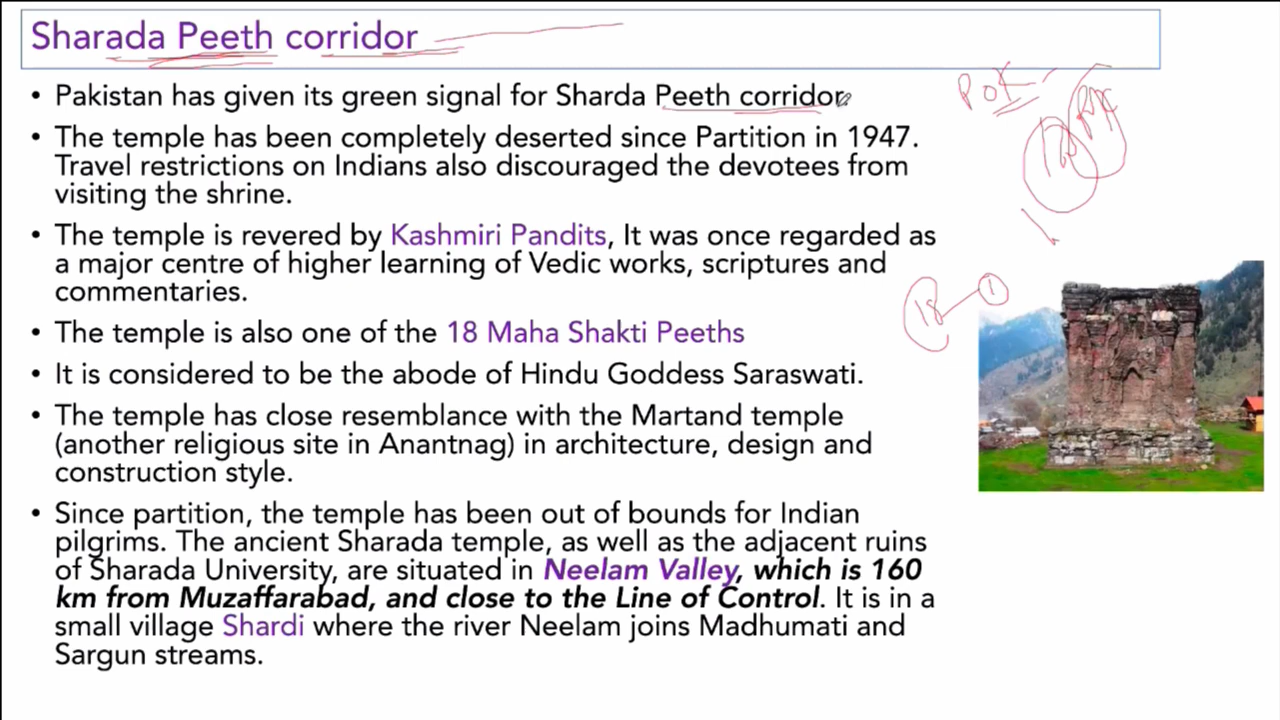 Sharada Peeth corridor
• Pakistan has given its green signal for Sharda Peeth corridor
POK
• The temple has been completely deserted since Partition in 1947.
Travel restrictions on Indians also discouraged the devotees from
visiting the shrine.
• The temple is revered by Kashmiri Pandits, It was once regarded as
a major centre of higher learning of Vedic works, scriptures and
commentaries.
18 1
• The temple is also one of the 18 Maha Shakti Peeths
• It is considered to be the abode of Hindu Goddess Saraswati.
• The temple has close resemblance with the Martand temple
(another religious site in Anantnag) in architecture, design and
construction style.
• Since partition, the temple has been out of bounds for Indian
pilgrims. The ancient Sharada temple, as well as the adjacent ruins
of Sharada University, are situated in Neelam Valley, which is 160
km from Muzaffarabad, and close to the Line of Control. It is in a
small village Shardi where the river Neelam joins Madhumati and
Sargun streams.